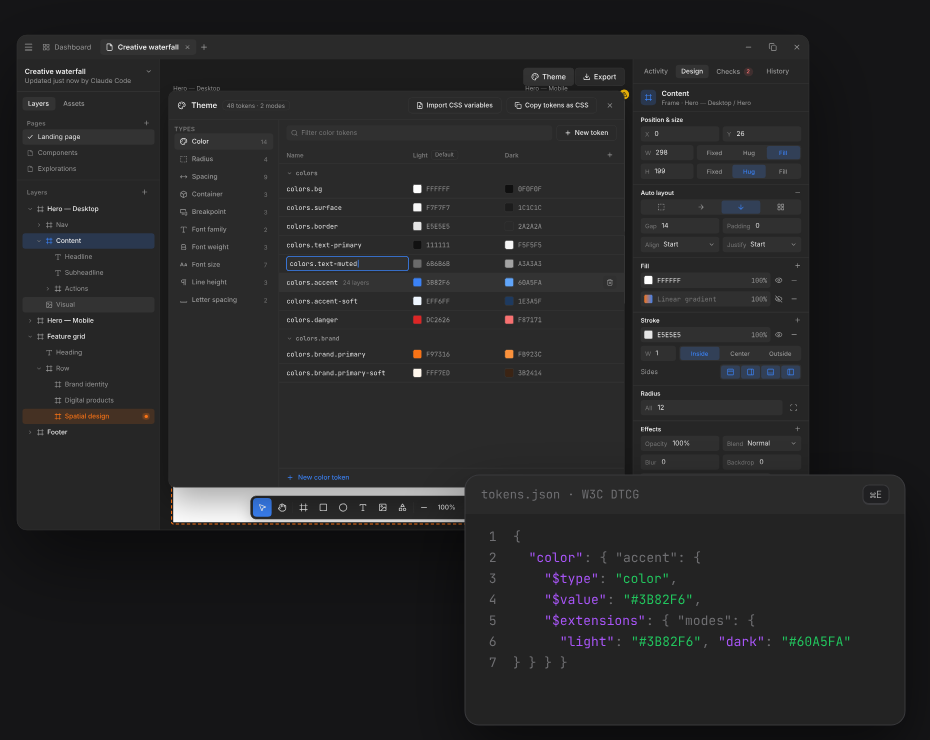 Dashboard
Creative waterfall
Creative waterfall
Updated just now by Claude Code
Layers Assets
Pages
Landing page
Components
Explorations
Layers
Hero — Desktop
Nav
Content
Headline
Subheadline
Actions
Visual
Hero — Mobile
Feature grid
Heading
Row
Brand identity
Digital products
Spatial design
Footer
Theme Export
Hero — Desktop Hero — Mobile
Theme 48 tokens · 2 modes
Import CSS variables
Copy tokens as CSS
TYPES
Color 14
Radius 4
Spacing 9
Container 3
Breakpoint 3
Font family 2
Font weight 3
Font size 7
Line height 3
Letter spacing 2
Filter color tokens
New token
Name Light Default Dark
colors
colors.bg FFFFFF 0F0F0F
colors.surface F7F7F7 1C1C1C
colors.border E5E5E5 2A2A2A
colors.text-primary 111111 F5F5F5
colors.text-muted 6B6B6B A3A3A3
colors.accent 24 layers 3B82F6 60A5FA
colors.accent-soft EFF6FF 1E3A5F
colors.danger DC2626 F87171
colors.brand
colors.brand.primary F97316 FB923C
colors.brand.primary-soft FFF7ED 3B2414
New color token
100%
Activity Design Checks 2 History
Content
Frame · Hero — Desktop / Hero
Position & size
X 0 Y 26
W 298 Fixed Hug Fill
H 199 Fixed Hug Fill
Auto layout
Gap 14 Padding 0
Align Start Justify Start
Fill
FFFFFF 100%
Linear gradient 100%
Stroke
E5E5E5 100%
W 1 Inside Center Outside
Sides
Radius
All 12
Effects
Opacity 100% Blend Normal
Blur 0 Backdrop 0
tokens.json · W3C DTCG
⌘E
1 {
2 "color": { "accent": {
3 "$type": "color",
4 "$value": "#3B82F6",
5 "$extensions": { "modes": {
6 "light": "#3B82F6", "dark": "#60A5FA"
7 } } } }